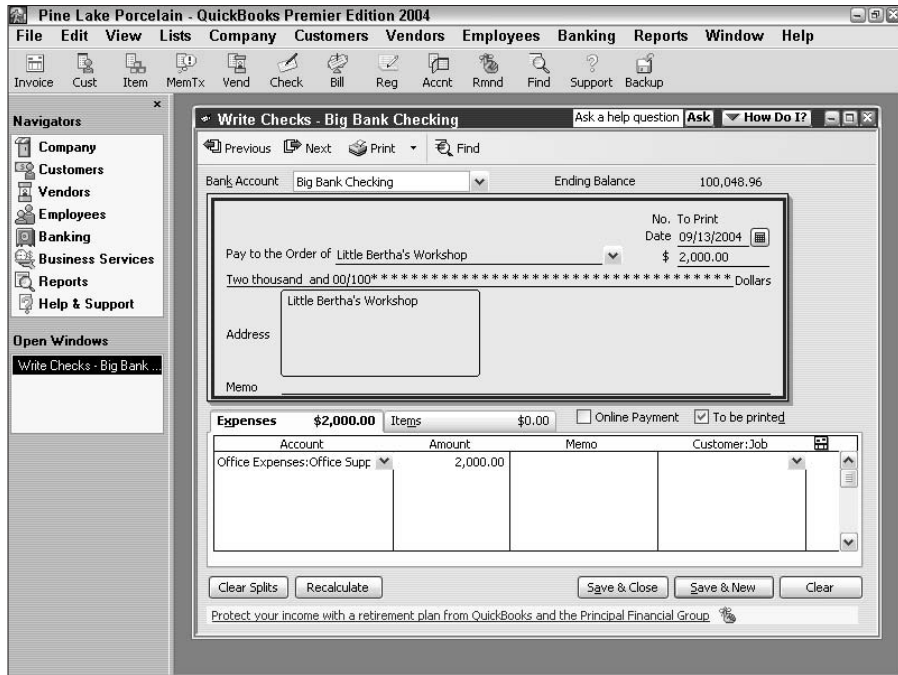 Pine Lake Porcelain - QuickBooks Premier Edition 2004
File Edit View Lists Company Customers Vendors Employees Banking Reports Window Help
Invoice Cust Item MemTx Vend Check Bill Reg Accnt Rmnd Find Support Backup
Navigators
Company
Customers
Vendors
Employees
Banking
Business Services
Reports
Help & Support
Open Windows
Write Checks - Big Bank ...
Write Checks - Big Bank Checking Ask a help question Ask How Do I?
Previous Next Print Find
Bank Account Big Bank Checking Ending Balance 100,048.96
No. To Print
Date 09/13/2004
Pay to the Order of Little Bertha's Workshop $ 2,000.00
Two thousand and 00/100* * * * * * * * * * * * * * * * * * * * * * * * * * * * * * * * * * * * * * * Dollars
Little Bertha's Workshop
Address
Memo
Expenses $2,000.00 Items $0.00 Online Payment To be printed
Account Amount Memo Customer:Job
Office Expenses:Office Supp 2,000.00
Clear Splits Recalculate Save & Close Save & New Clear
Protect your income with a retirement plan from QuickBooks and the Principal Financial Group